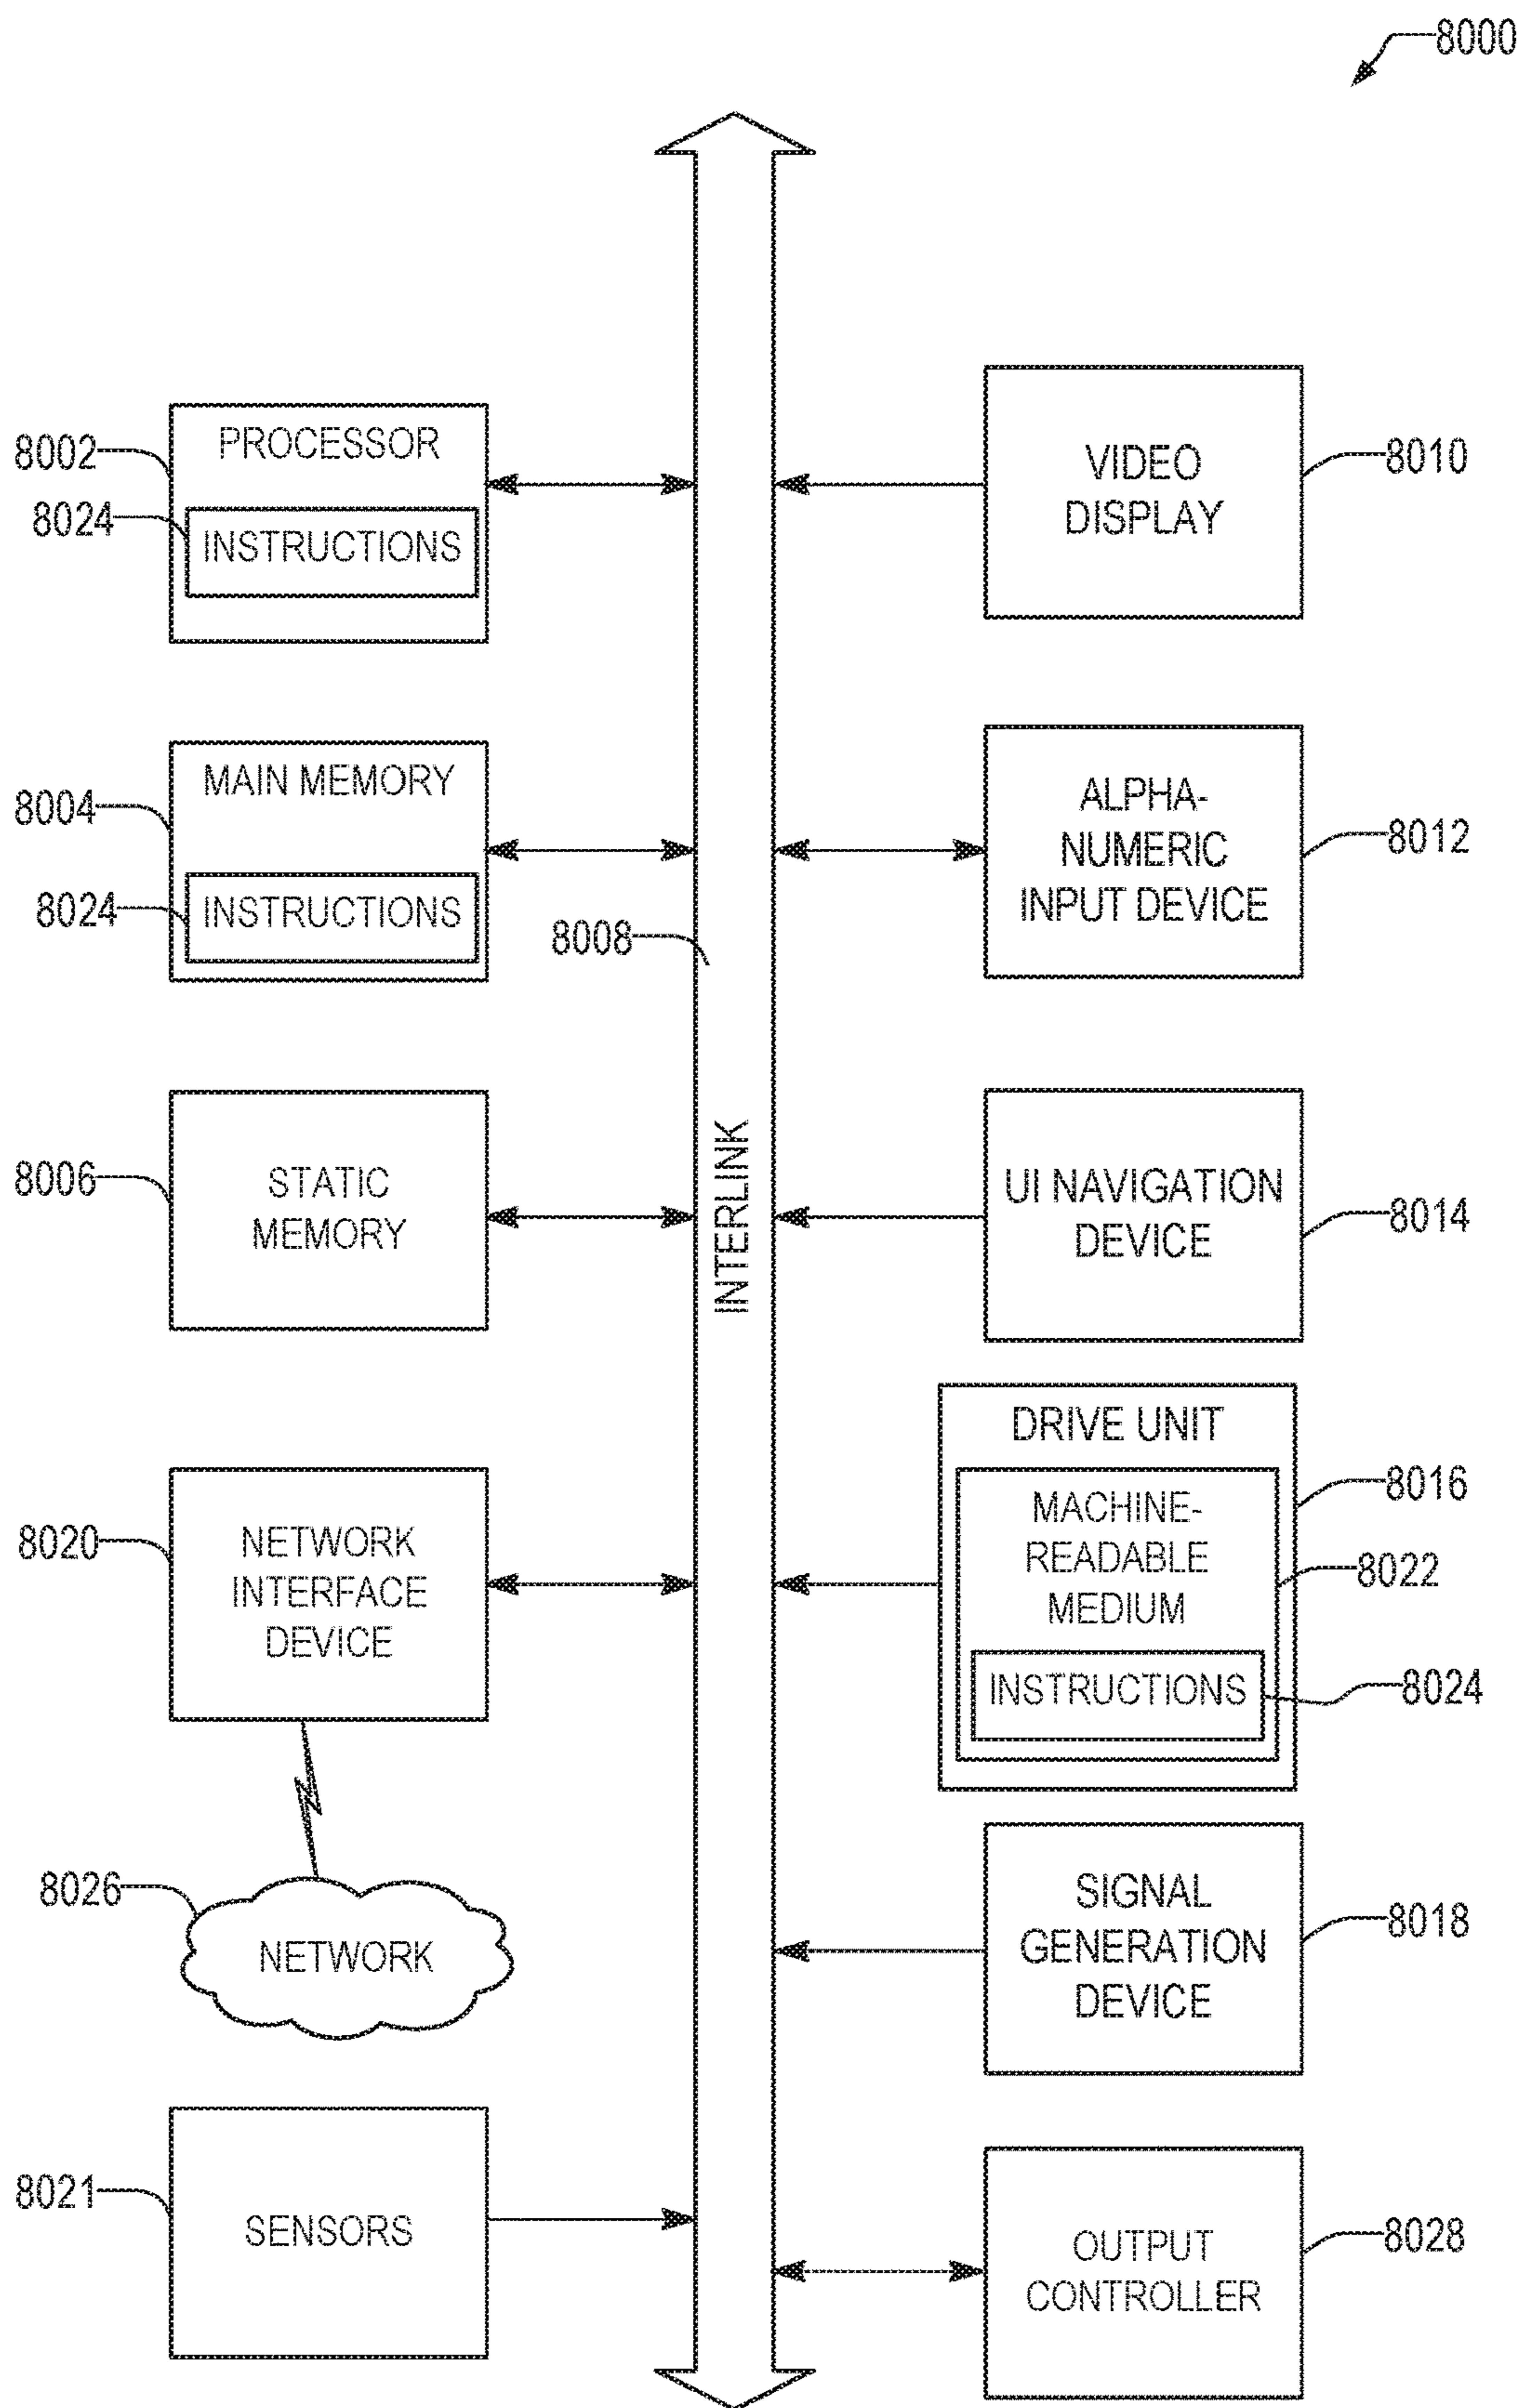 8000
PROCESSOR
8002
8024
INSTRUCTIONS
VIDEO
DISPLAY
8010
MAIN MEMORY
8004
8024
INSTRUCTIONS
8008
ALPHA-
NUMERIC
INPUT DEVICE
8012
INTERLINK
8006
STATIC
MEMORY
UI NAVIGATION
DEVICE
8014
8020
NETWORK
INTERFACE
DEVICE
DRIVE UNIT
8016
MACHINE-
READABLE
MEDIUM
8022
INSTRUCTIONS
8024
8026
NETWORK
SIGNAL
GENERATION
DEVICE
8018
8021
SENSORS
OUTPUT
CONTROLLER
8028